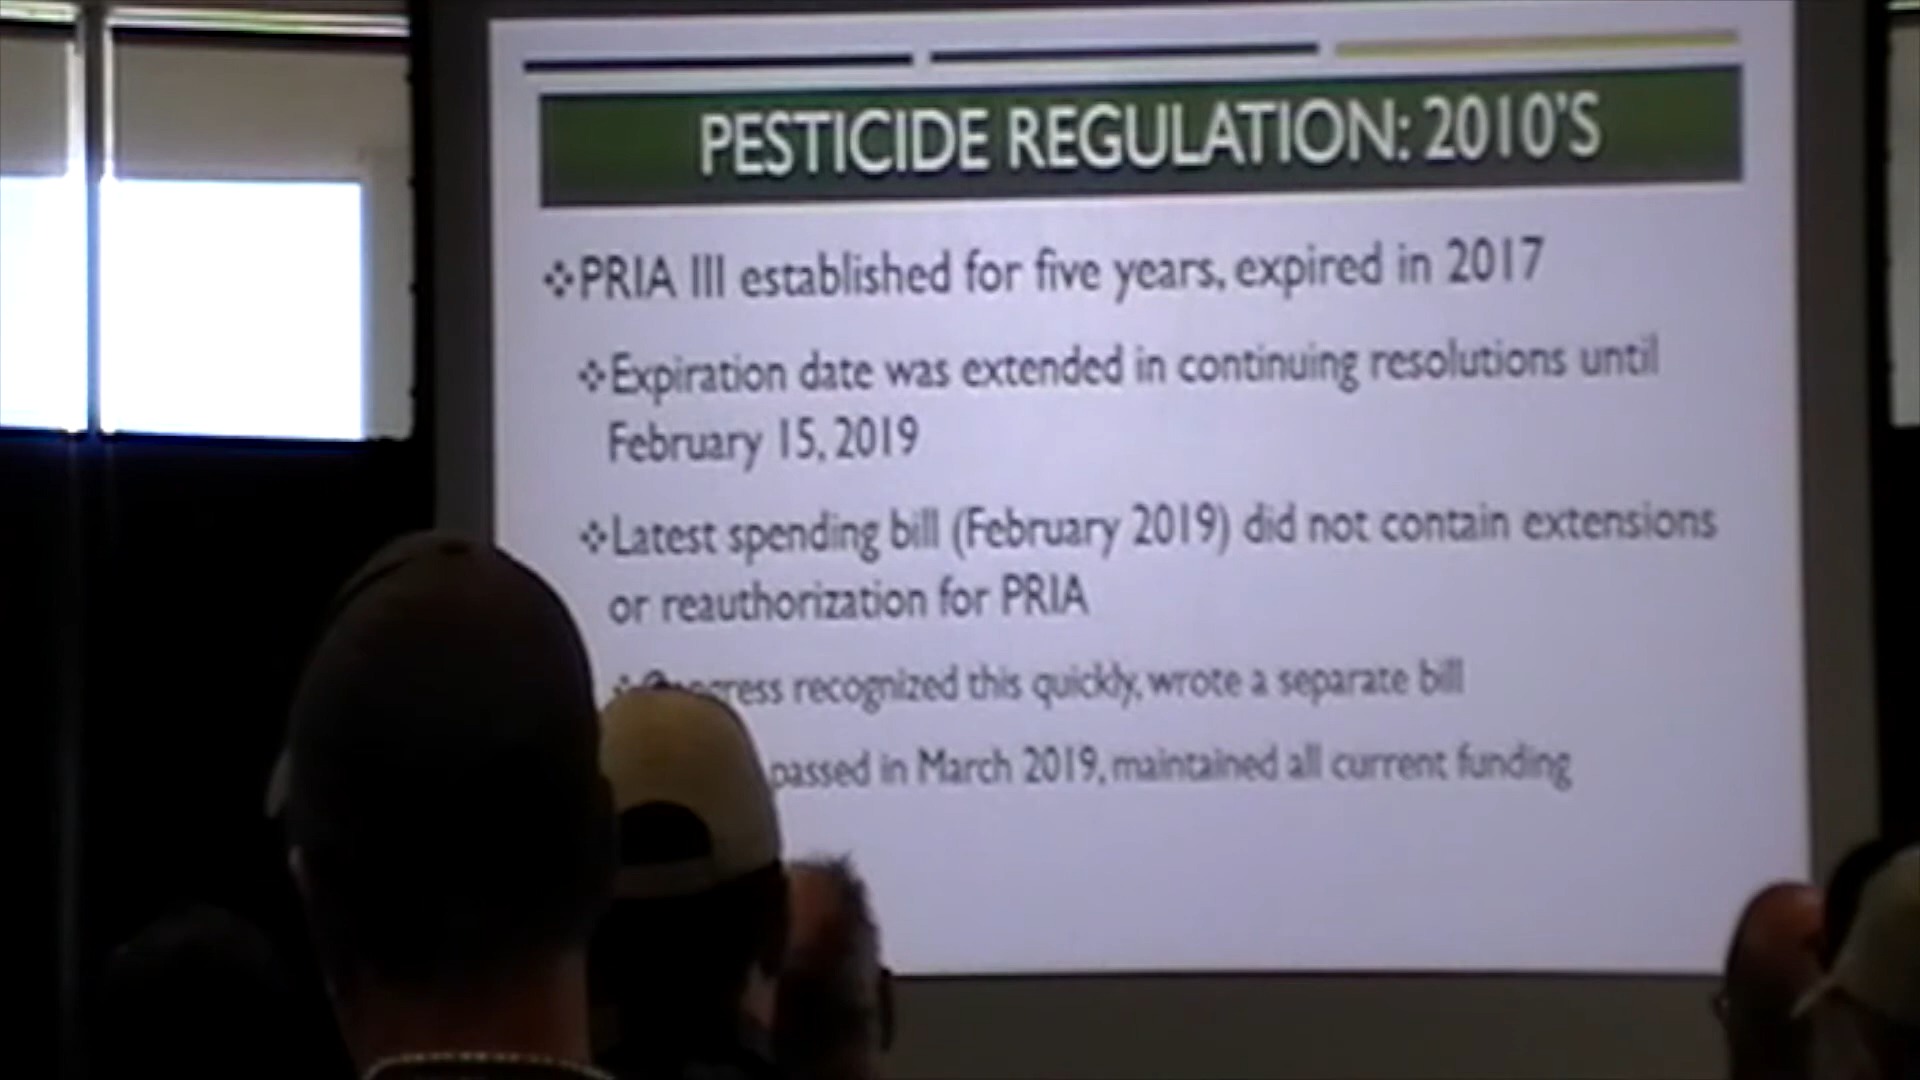 PESTICIDE REGULATION: 2010'S
❖PRIA III established for five years, expired in 2017
❖Expiration date was extended in continuing resolutions until
February 15, 2019
❖Latest spending bill (February 2019) did not contain extensions
or reauthorization for PRIA
❖Congress recognized this quickly, wrote a separate bill
passed in March 2019, maintained all current funding